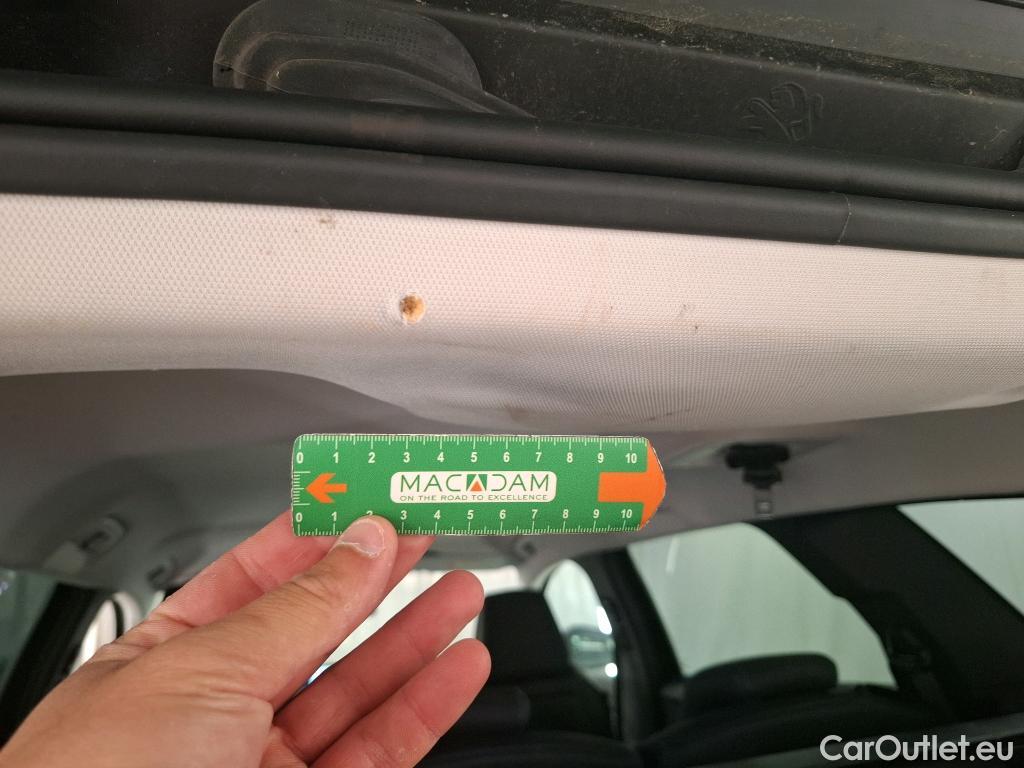 0 1 2 3 4 5 6 7 8 9 10
MACADAM
ON THE ROAD TO EXCELLENCE
0 1 2 3 4 5 6 7 8 9 10
CarOutlet.eu